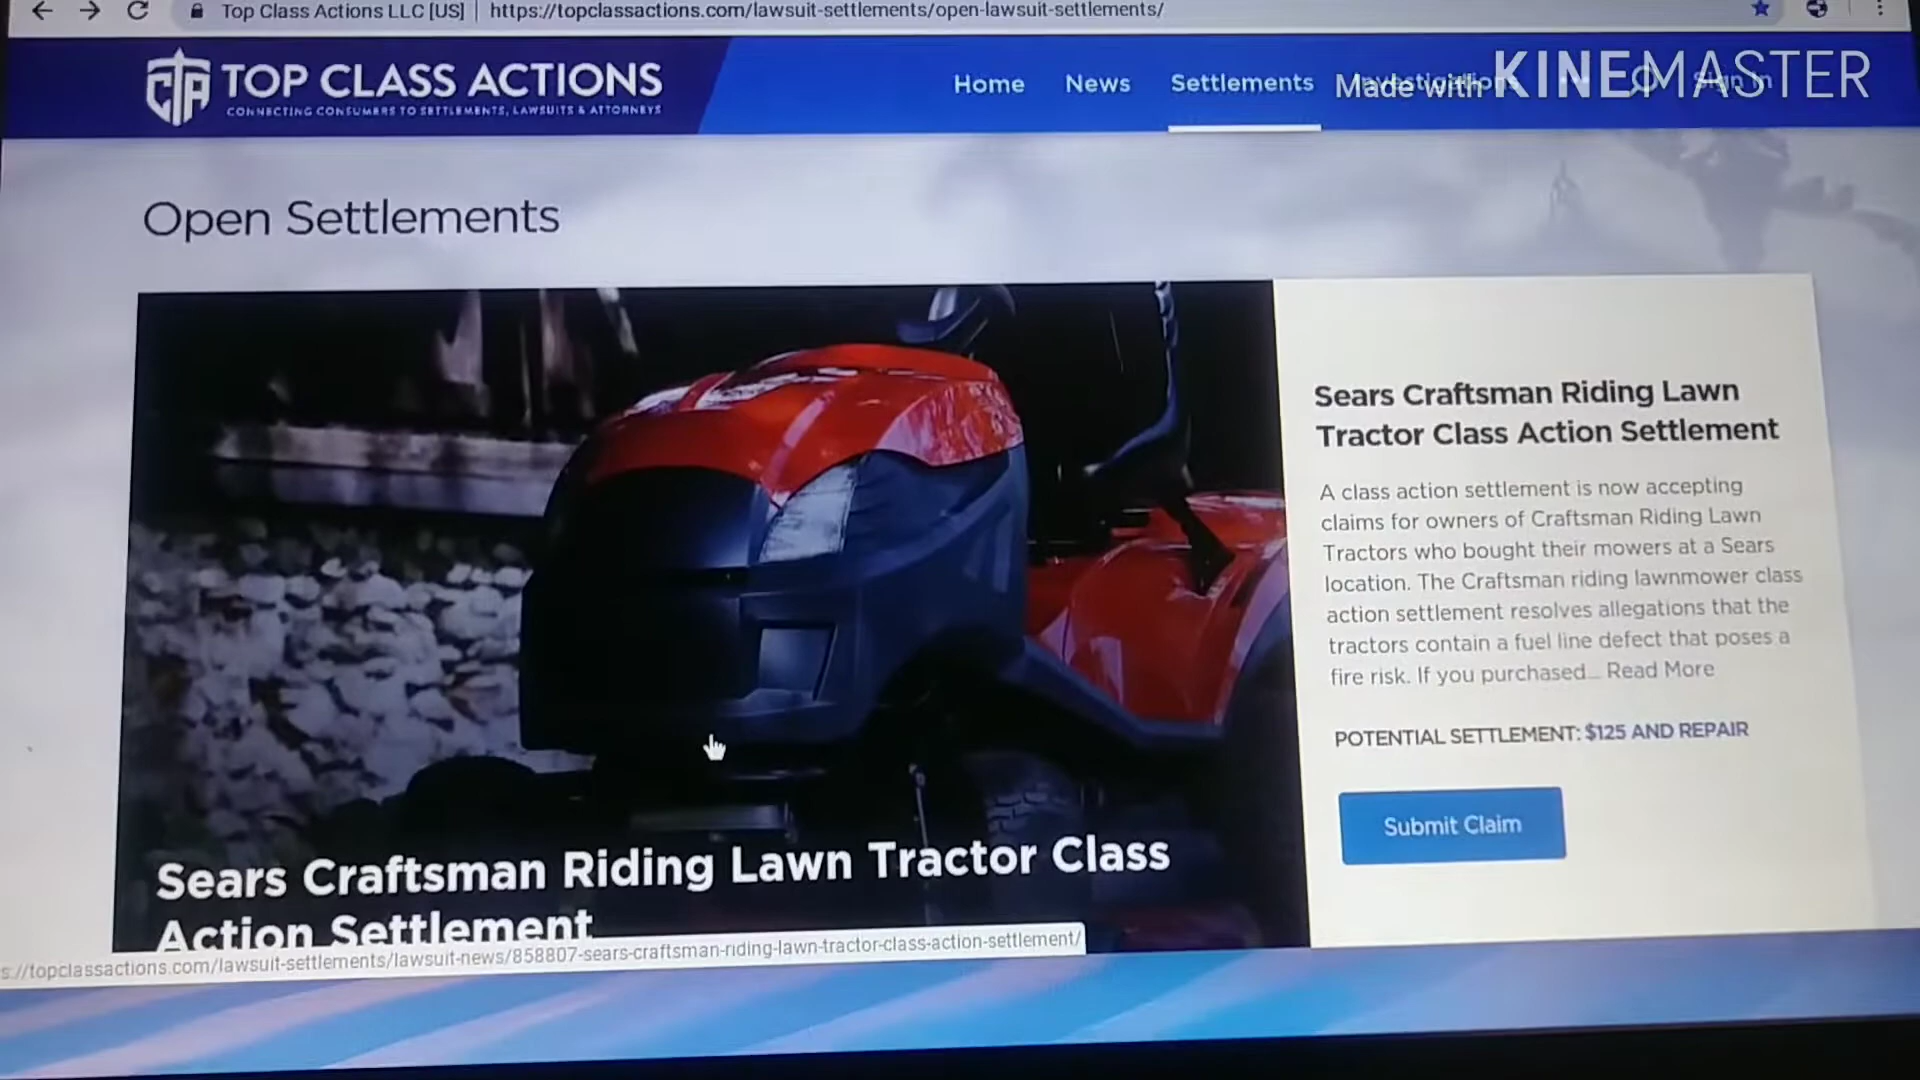 Top Class Actions LLC [US] | https://topclassactions.com/lawsuit-settlements/open-lawsuit-settlements/
CTA TOP CLASS ACTIONS
CONNECTING CONSUMERS TO SETTLEMENTS, LAWSUITS & ATTORNEYS
Home News Settlements Investigations Sign In
Made with KINEMASTER
Open Settlements
Sears Craftsman Riding Lawn
Tractor Class Action Settlement
A class action settlement is now accepting
claims for owners of Craftsman Riding Lawn
Tractors who bought their mowers at a Sears
location. The Craftsman riding lawnmower class
action settlement resolves allegations that the
tractors contain a fuel line defect that poses a
fire risk. If you purchased... Read More
POTENTIAL SETTLEMENT: $125 AND REPAIR
Submit Claim
Sears Craftsman Riding Lawn Tractor Class
Action Settlement
s://topclassactions.com/lawsuit-settlements/lawsuit-news/858807-sears-craftsman-riding-lawn-tractor-class-action-settlement/